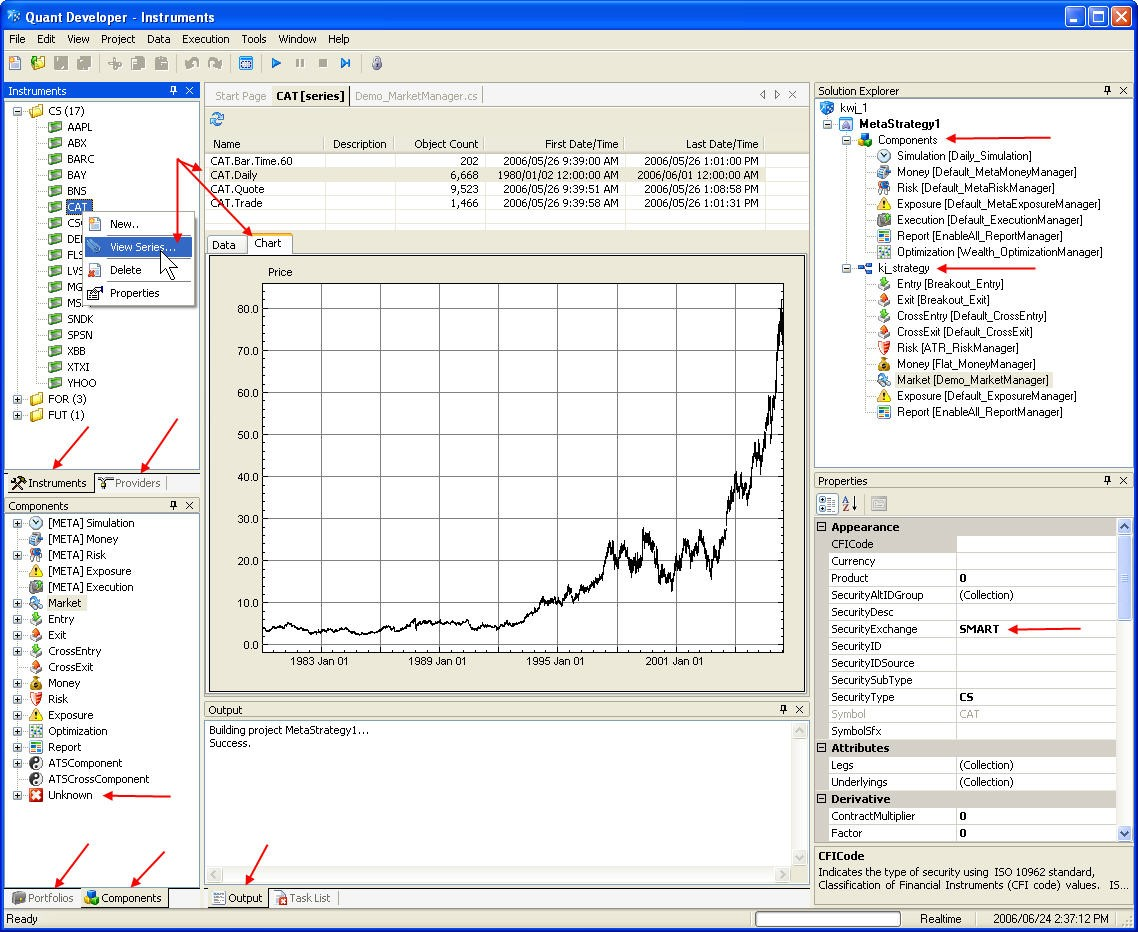 Quant Developer - Instruments
File Edit View Project Data Execution Tools Window Help
Instruments
CS (17)
AAPL
ABX
BARC
BAY
BNS
CAT
DE
FLS
LVS
MG
MS
SNDK
SPSN
XBB
XTXI
YHOO
FOR (3)
FUT (1)
New..
View Series...
Delete
Properties
Instruments Providers
Components
[META] Simulation
[META] Money
[META] Risk
[META] Exposure
[META] Execution
Market
Entry
Exit
CrossEntry
CrossExit
Money
Risk
Exposure
Optimization
Report
ATSComponent
ATSCrossComponent
Unknown
Portfolios Components
Start Page CAT [series] Demo_MarketManager.cs
Name Description Object Count First Date/Time Last Date/Time
CAT.Bar.Time.60 202 2006/05/26 9:39:00 AM 2006/05/26 1:01:00 PM
CAT.Daily 6,668 1980/01/02 12:00:00 AM 2006/06/01 12:00:00 AM
CAT.Quote 9,523 2006/05/26 9:39:51 AM 2006/05/26 1:08:58 PM
CAT.Trade 1,466 2006/05/26 9:39:58 AM 2006/05/26 1:01:31 PM
Data Chart
Price
80.0
70.0
60.0
50.0
40.0
30.0
20.0
10.0
0.0
1983 Jan 01 1989 Jan 01 1995 Jan 01 2001 Jan 01
Output
Building project MetaStrategy1...
Success.
Output Task List
Solution Explorer
kwj_1
MetaStrategy1
Components
Simulation [Daily_Simulation]
Money [Default_MetaMoneyManager]
Risk [Default_MetaRiskManager]
Exposure [Default_MetaExposureManager]
Execution [Default_ExecutionManager]
Report [EnableAll_ReportManager]
Optimization [Wealth_OptimizationManager]
kj_strategy
Entry [Breakout_Entry]
Exit [Breakout_Exit]
CrossEntry [Default_CrossEntry]
CrossExit [Default_CrossExit]
Risk [ATR_RiskManager]
Money [Flat_MoneyManager]
Market [Demo_MarketManager]
Exposure [Default_ExposureManager]
Report [EnableAll_ReportManager]
Properties
Appearance
CFICode
Currency
Product 0
SecurityAltIDGroup (Collection)
SecurityDesc
SecurityExchange SMART
SecurityID
SecurityIDSource
SecuritySubType
SecurityType CS
Symbol CAT
SymbolSfx
Attributes
Legs (Collection)
Underlyings (Collection)
Derivative
ContractMultiplier 0
Factor 0
CFICode
Indicates the type of security using ISO 10962 standard,
Classification of Financial Instruments (CFI code) values. IS...
Ready Realtime 2006/06/24 2:37:12 PM